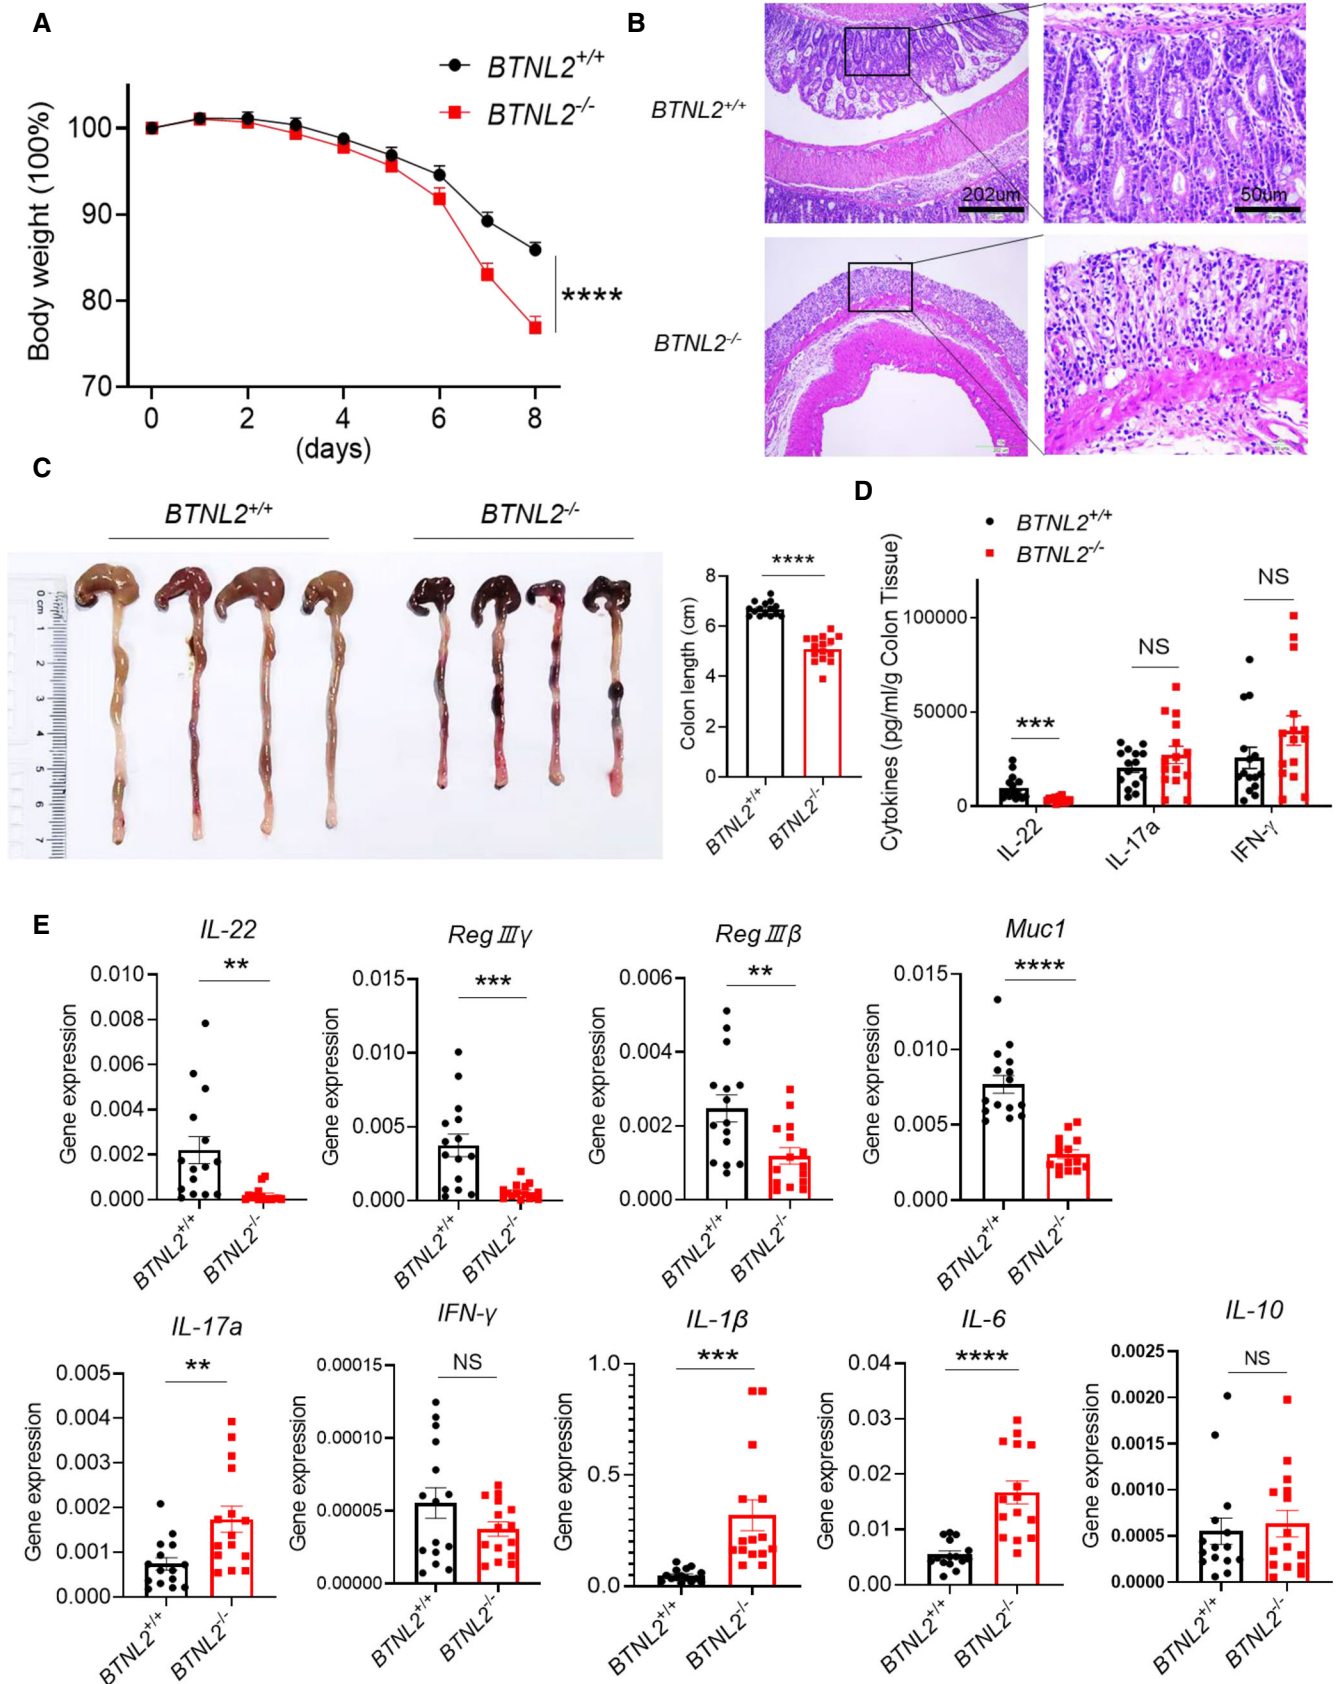 A
BTNL2+/+
BTNL2-/-
Body weight (100%)
100
90
80
70
0
2
4
6
8
(days)
****
B
BTNL2+/+
202um
50um
BTNL2-/-
C
BTNL2+/+
BTNL2-/-
0 cm
1
2
3
4
5
6
7
Colon length (cm)
8
6
4
2
0
****
BTNL2+/+
BTNL2-/-
D
BTNL2+/+
BTNL2-/-
Cytokines (pg/ml/g Colon Tissue)
100000
50000
0
***
NS
NS
IL-22
IL-17a
IFN-γ
E
IL-22
Gene expression
0.010
0.008
0.006
0.004
0.002
0.000
**
BTNL2+/+
BTNL2-/-
Reg Ⅲγ
Gene expression
0.015
0.010
0.005
0.000
***
BTNL2+/+
BTNL2-/-
Reg Ⅲβ
Gene expression
0.006
0.004
0.002
0.000
**
BTNL2+/+
BTNL2-/-
Muc1
Gene expression
0.015
0.010
0.005
0.000
****
BTNL2+/+
BTNL2-/-
IL-17a
Gene expression
0.005
0.004
0.003
0.002
0.001
0.000
**
BTNL2+/+
BTNL2-/-
IFN-γ
Gene expression
0.00015
0.00010
0.00005
0.00000
NS
BTNL2+/+
BTNL2-/-
IL-1β
Gene expression
1.0
0.5
0.0
***
BTNL2+/+
BTNL2-/-
IL-6
Gene expression
0.04
0.03
0.02
0.01
0.00
****
BTNL2+/+
BTNL2-/-
IL-10
Gene expression
0.0025
0.0020
0.0015
0.0010
0.0005
0.0000
NS
BTNL2+/+
BTNL2-/-